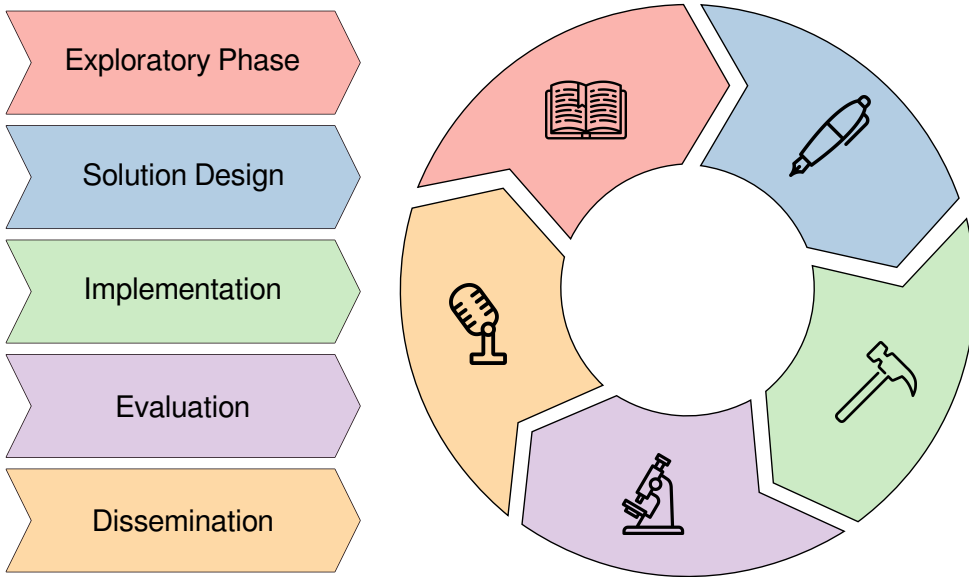 Exploratory Phase
Solution Design
Implementation
Evaluation
Dissemination